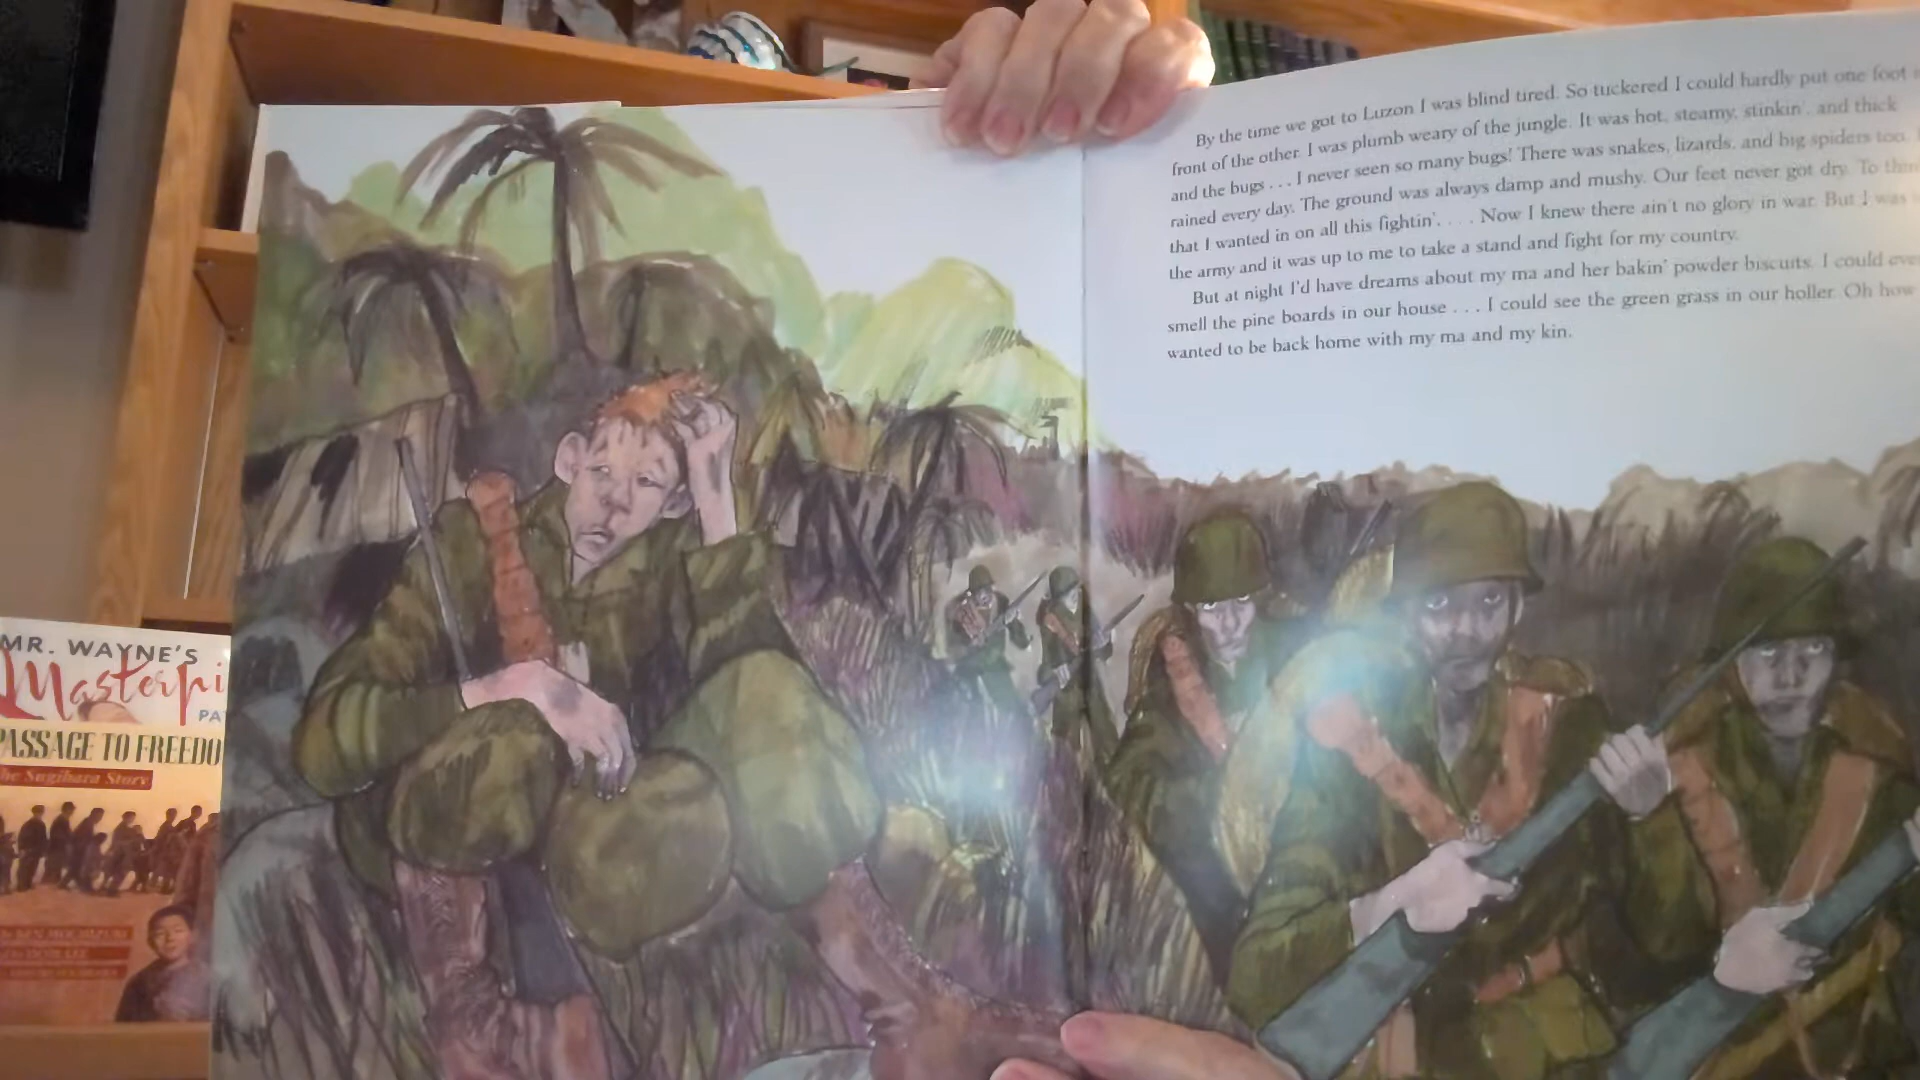 By the time we got to Luzon I was blind tired. So tuckered I could hardly put one foot
front of the other. I was plumb weary of the jungle. It was hot, steamy, stinkin', and thick
and the bugs . . . I never seen so many bugs! There was snakes, lizards, and big spiders too.
rained every day. The ground was always damp and mushy. Our feet never got dry. To
that I wanted in on all this fightin'. . . . Now I knew there ain't no glory in war. But I was
the army and it was up to me to take a stand and fight for my country.
But at night I'd have dreams about my ma and her bakin' powder biscuits. I could
smell the pine boards in our house . . . I could see the green grass in our holler. Oh how
wanted to be back home with my ma and my kin.
MR. WAYNE'S
Masterpi
PA
PASSAGE TO FREEDO
The Sugihara Story